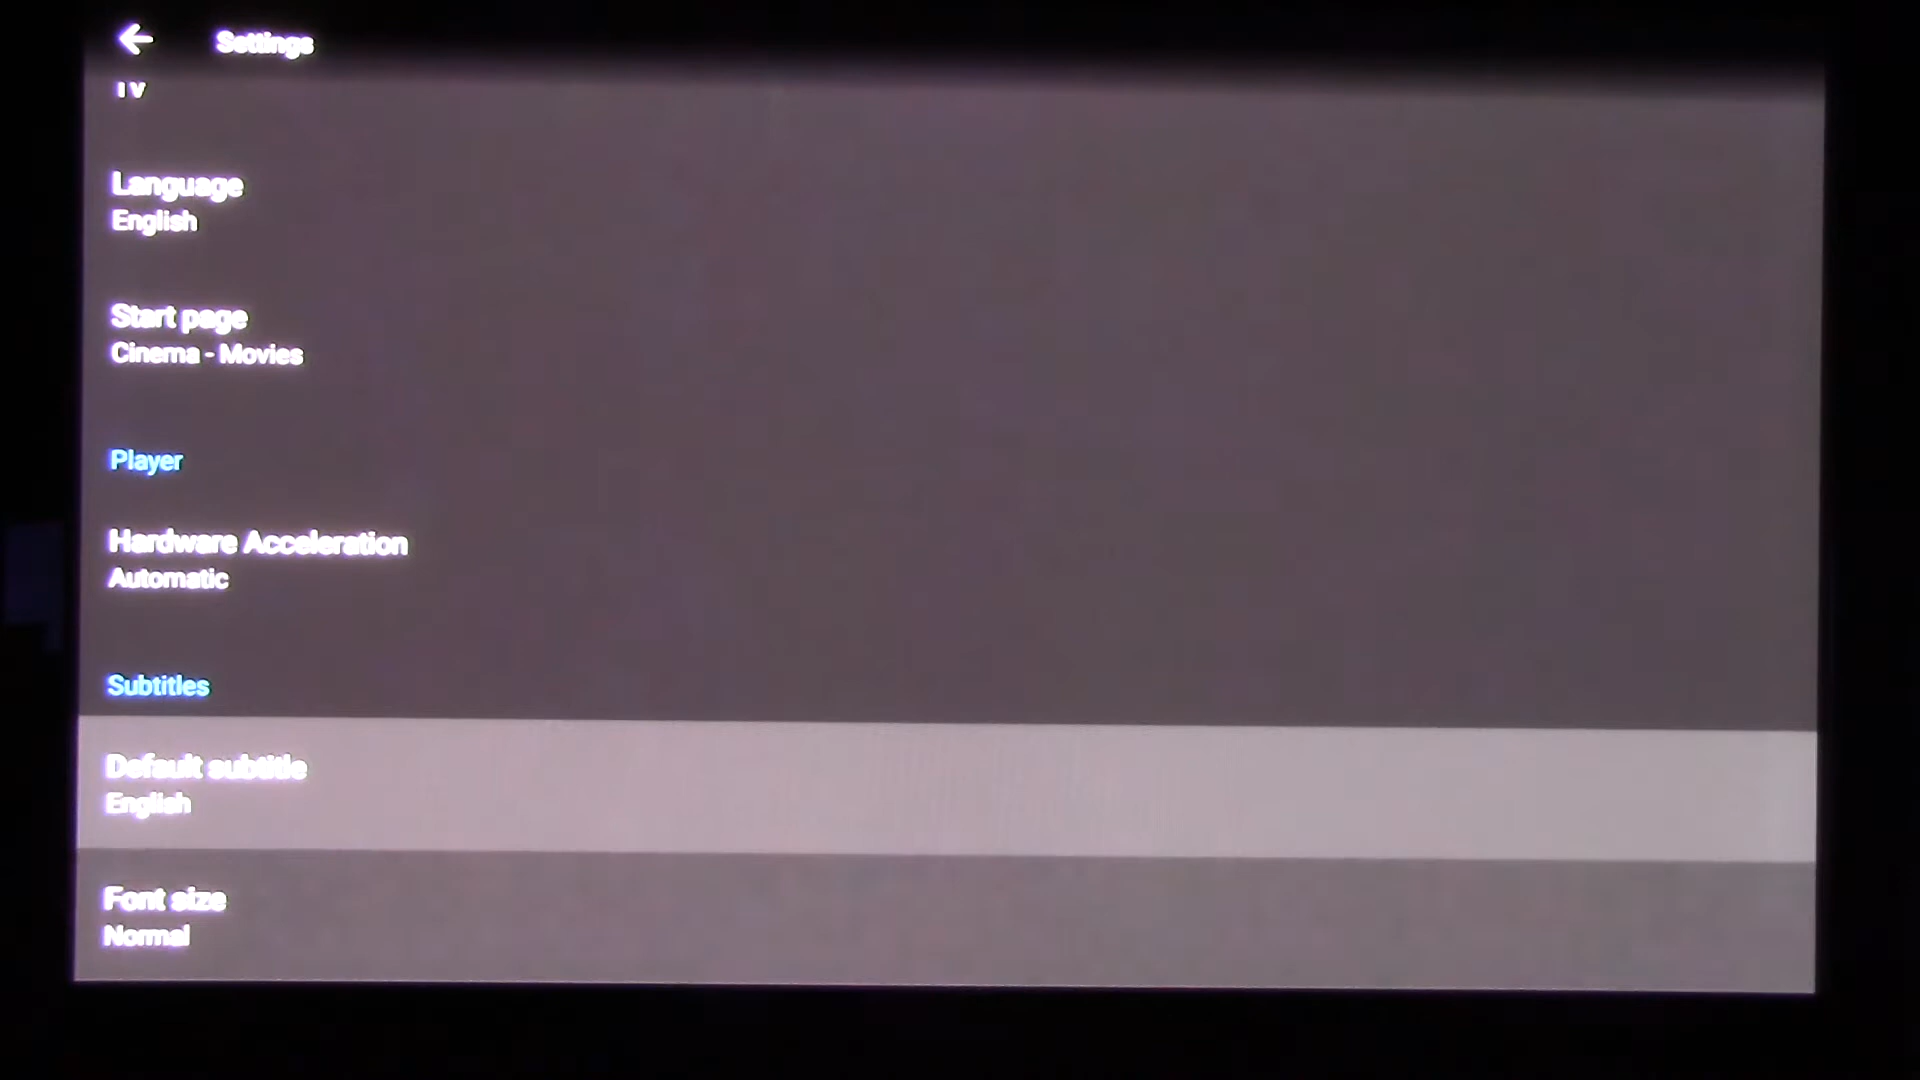 Settings
TV
Language
English
Start page
Cinema - Movies
Player
Hardware Acceleration
Automatic
Subtitles
Default subtitle
English
Font size
Normal